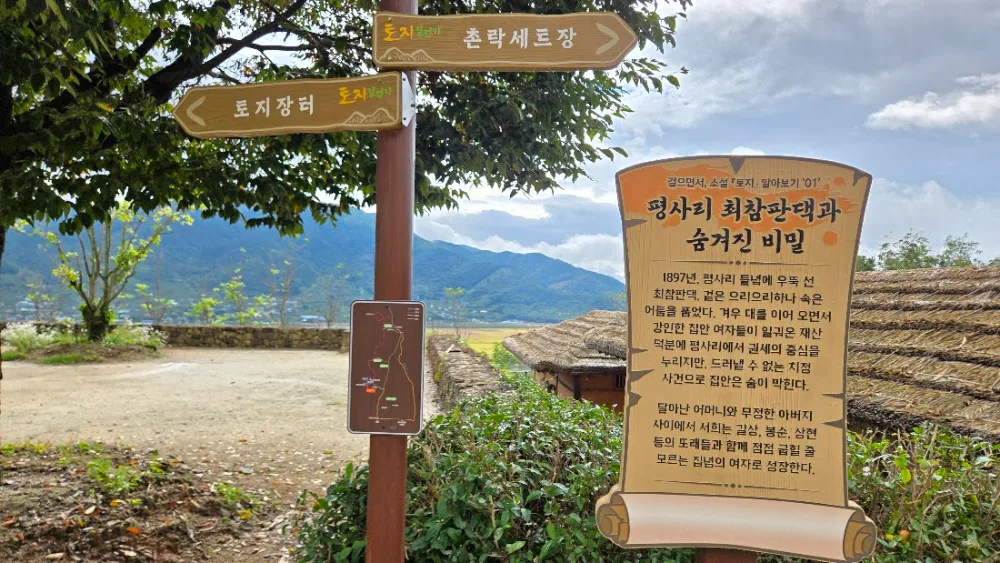 토지 촌락세트장
토지장터 토지
걸으면서, 소설 『토지』 알아보기 '01'
평사리 최참판댁과
숨겨진 비밀
1897년, 평사리 들녘에 우뚝 선
최참판댁. 겉은 으리으리하나 속은
어둠을 품었다. 겨우 대를 이어 오면서
강인한 집안 여자들이 일궈온 재산
덕분에 평사리에서 권세의 중심을
누리지만, 드러낼 수 없는 치정
사건으로 집안은 숨이 막힌다.
달아난 어머니와 무정한 아버지
사이에서 서희는 길상, 봉순, 상현
등의 또래들과 함께 점점 굽힐 줄
모르는 집념의 여자로 성장한다.